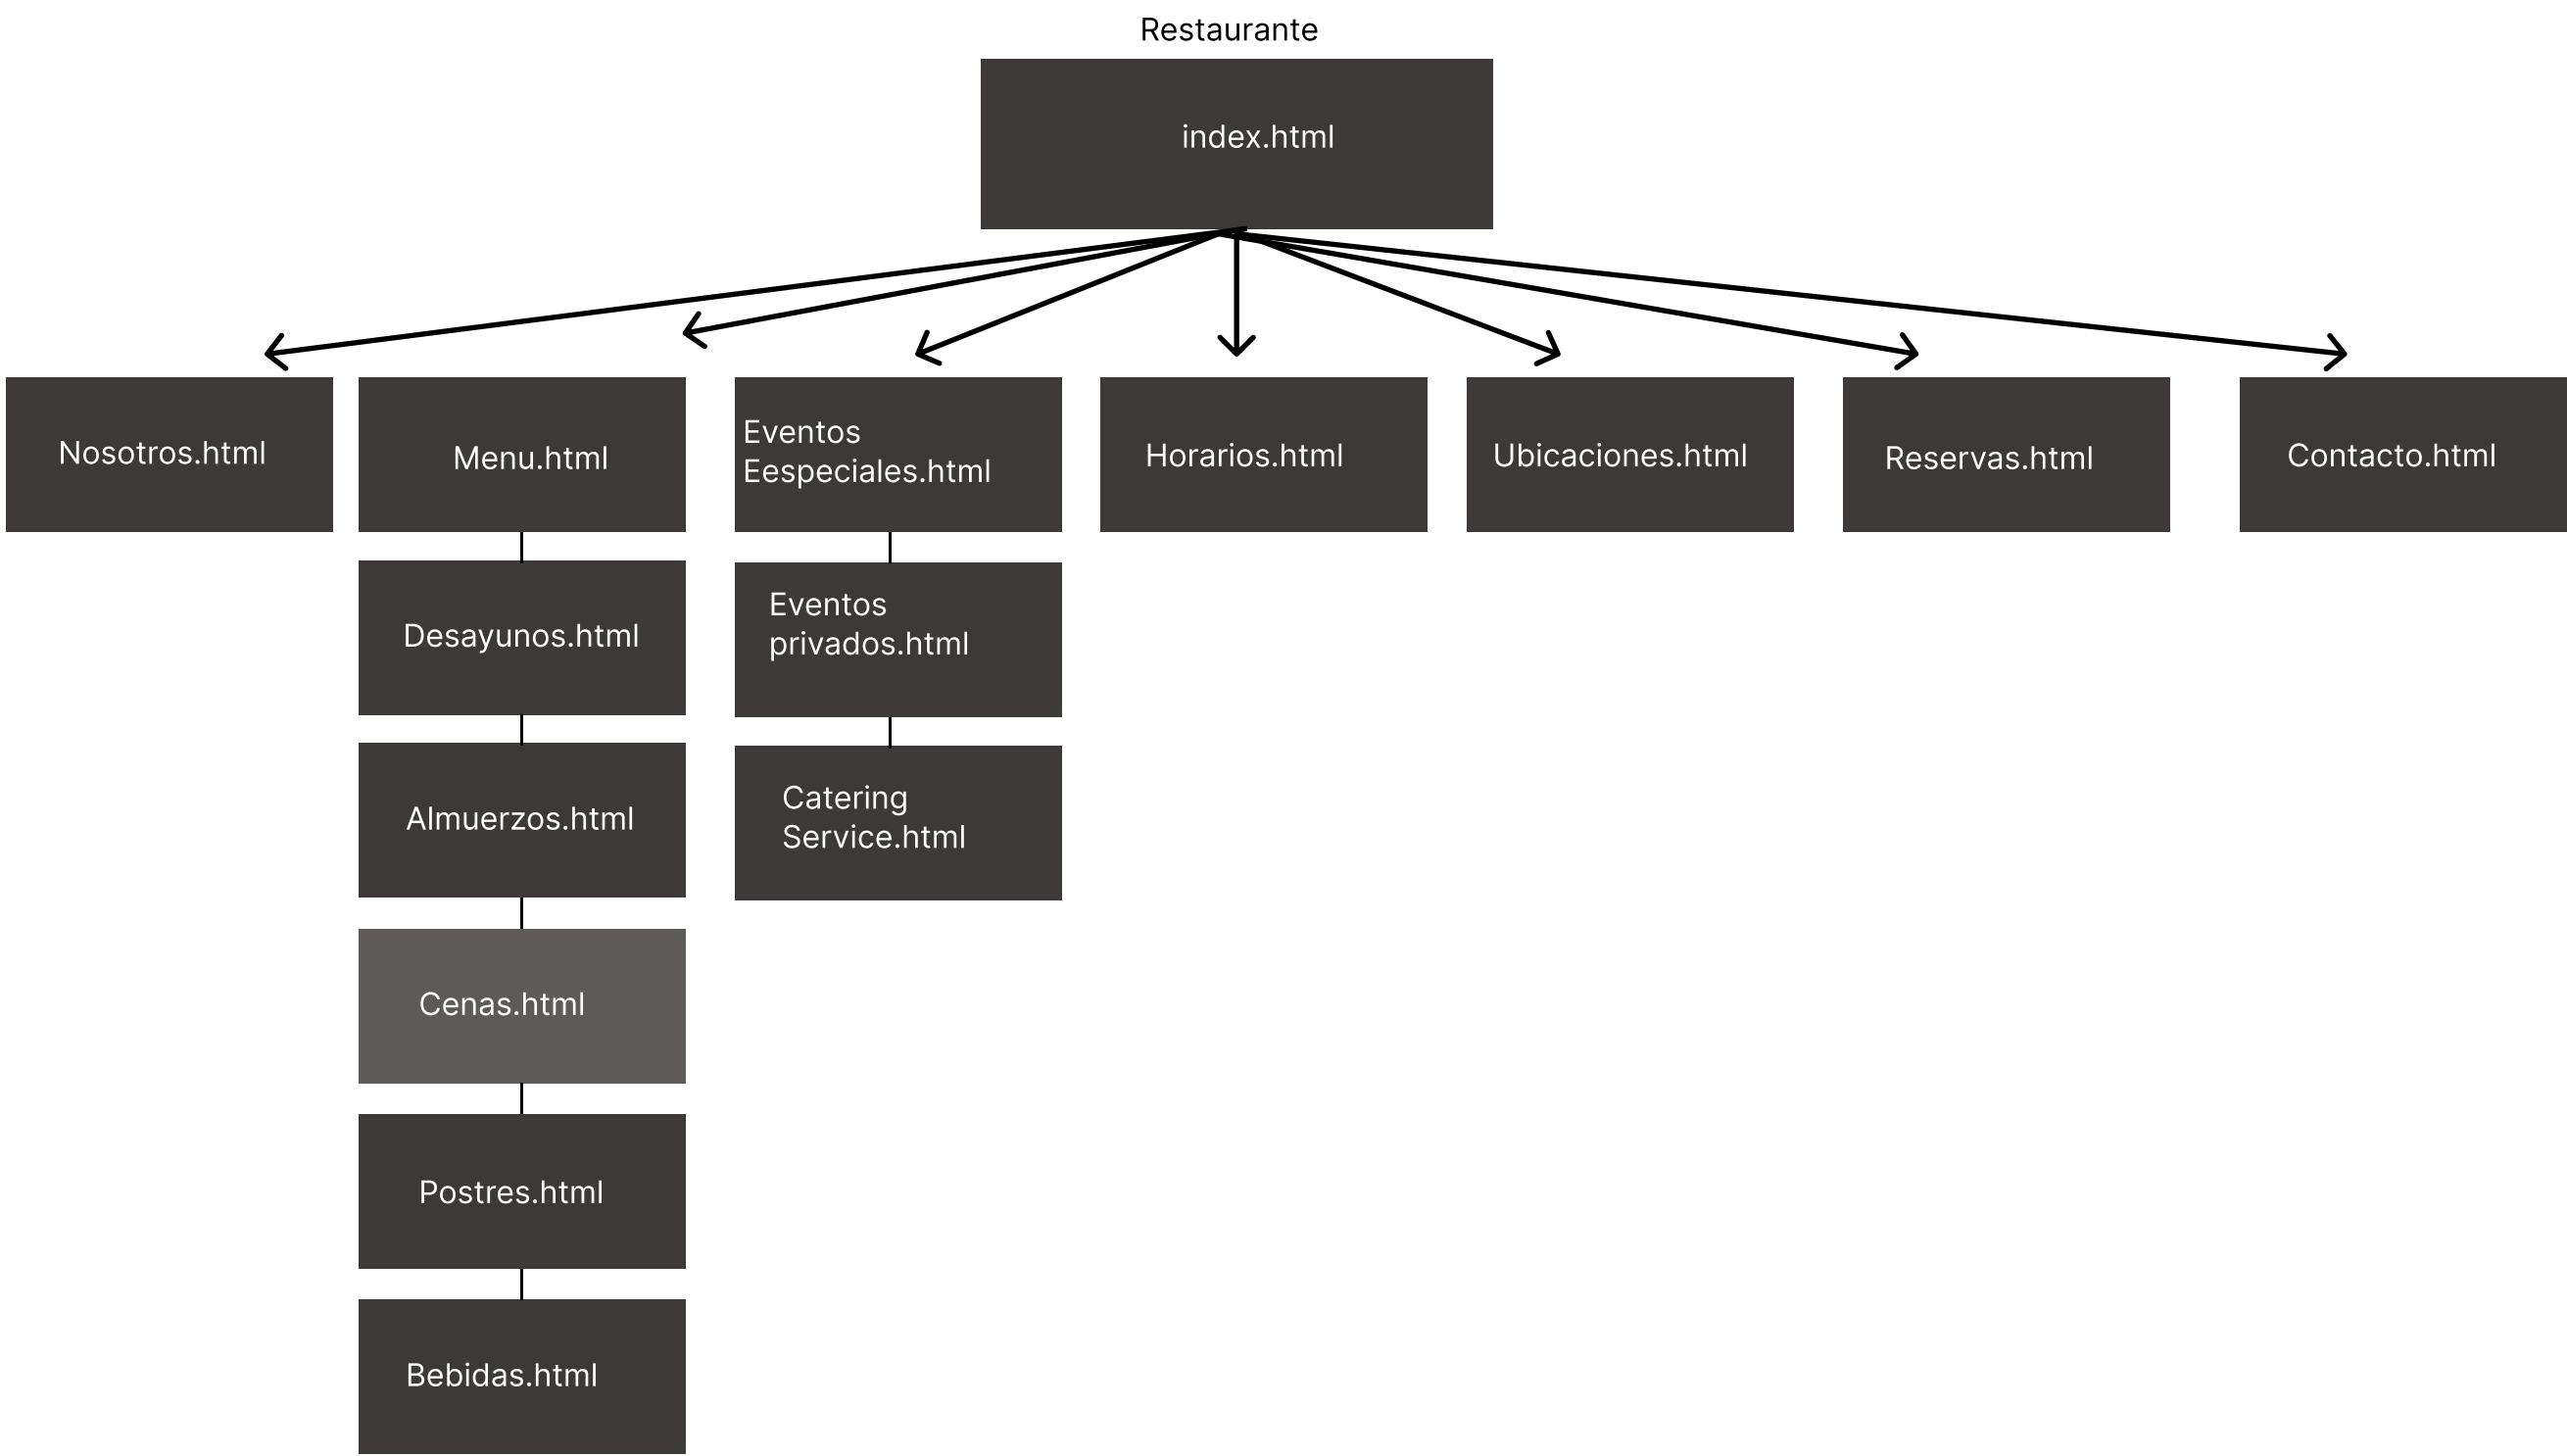 Restaurante
index.html
Nosotros.html
Menu.html
Eventos
Eespeciales.html
Horarios.html
Ubicaciones.html
Reservas.html
Contacto.html
Desayunos.html
Eventos
privados.html
Almuerzos.html
Catering
Service.html
Cenas.html
Postres.html
Bebidas.html